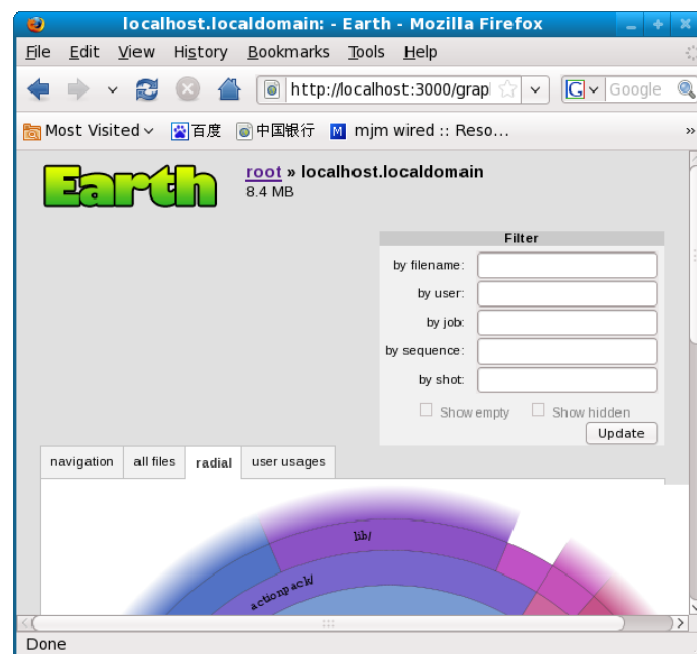 localhost.localdomain: - Earth - Mozilla Firefox
File Edit View History Bookmarks Tools Help
http://localhost:3000/grap
G Google
Most Visited 百度 中国银行 M mjm wired :: Reso... »
Earth
root » localhost.localdomain
8.4 MB
Filter
by filename:
by user:
by job:
by sequence:
by shot:
Show empty Show hidden
Update
navigation all files radial user usages
lib/
actionpack/
Done